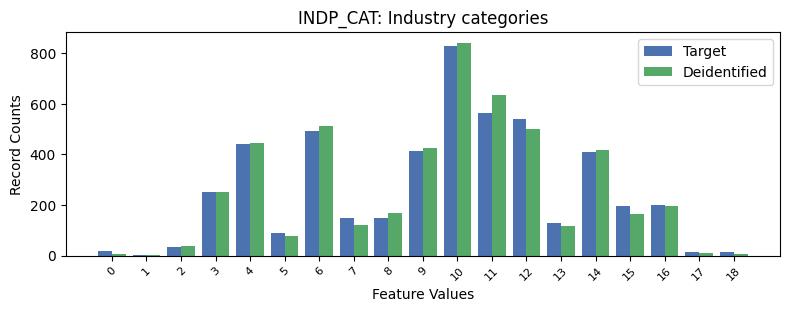 INDP_CAT: Industry categories
Target
Deidentified
Record Counts
800
600
400
200
0
0 1 2 3 4 5 6 7 8 9 10 11 12 13 14 15 16 17 18
Feature Values